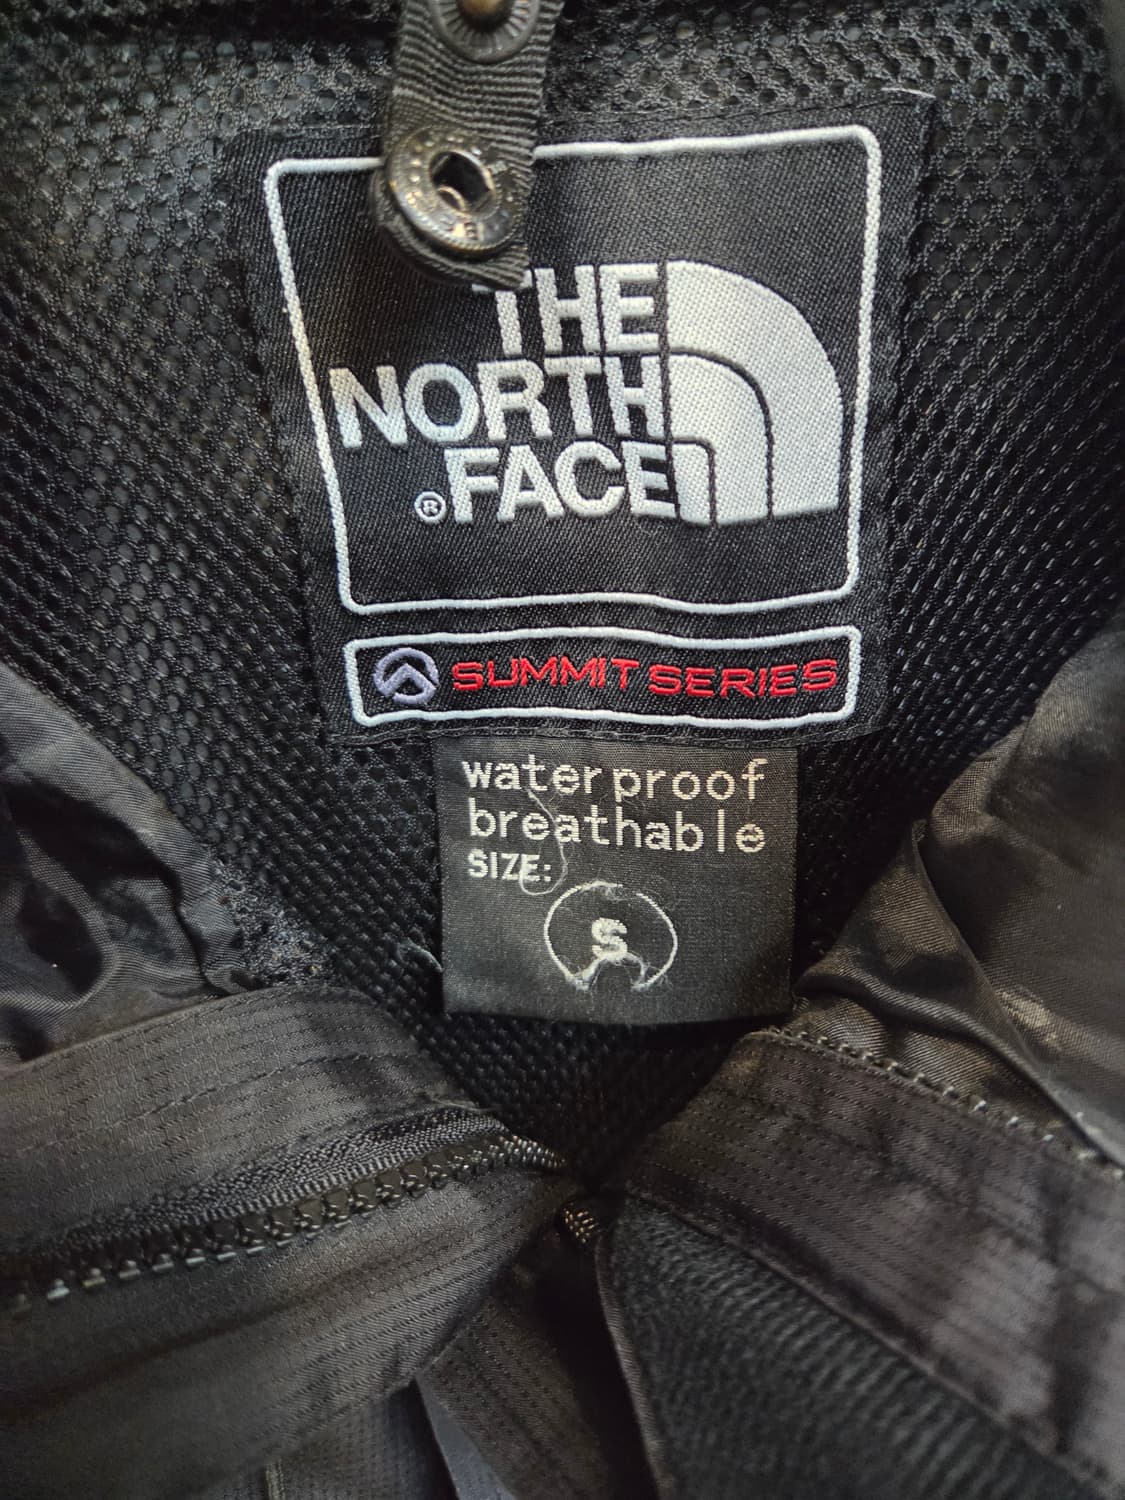 THE
NORTH
®FACE
SUMMIT SERIES
waterproof
breathable
SIZE:
S